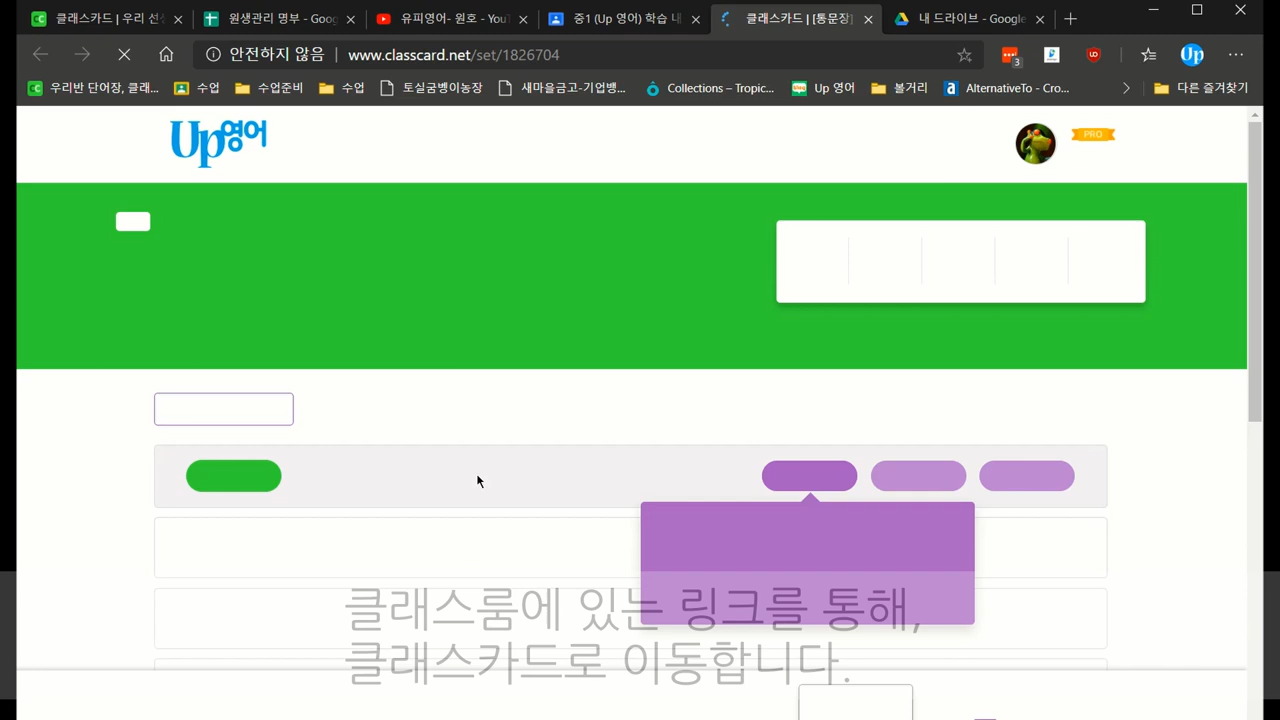 클래스카드 | 우리 선생
원생관리 명부 - Goog
유피영어- 원호 - YouT
중1 (Up 영어) 학습 내
클래스카드 | [통문장]
내 드라이브 - Google
안전하지 않음 | www.classcard.net/set/1826704
3
Up
우리반 단어장, 클래...
수업
수업준비
수업
토실굼벵이농장
새마을금고-기업뱅...
Collections – Tropic...
Up 영어
볼거리
AlternativeTo - Cro...
다른 즐겨찾기
Up영어
PRO
클래스룸에 있는 링크를 통해,
클래스카드로 이동합니다.